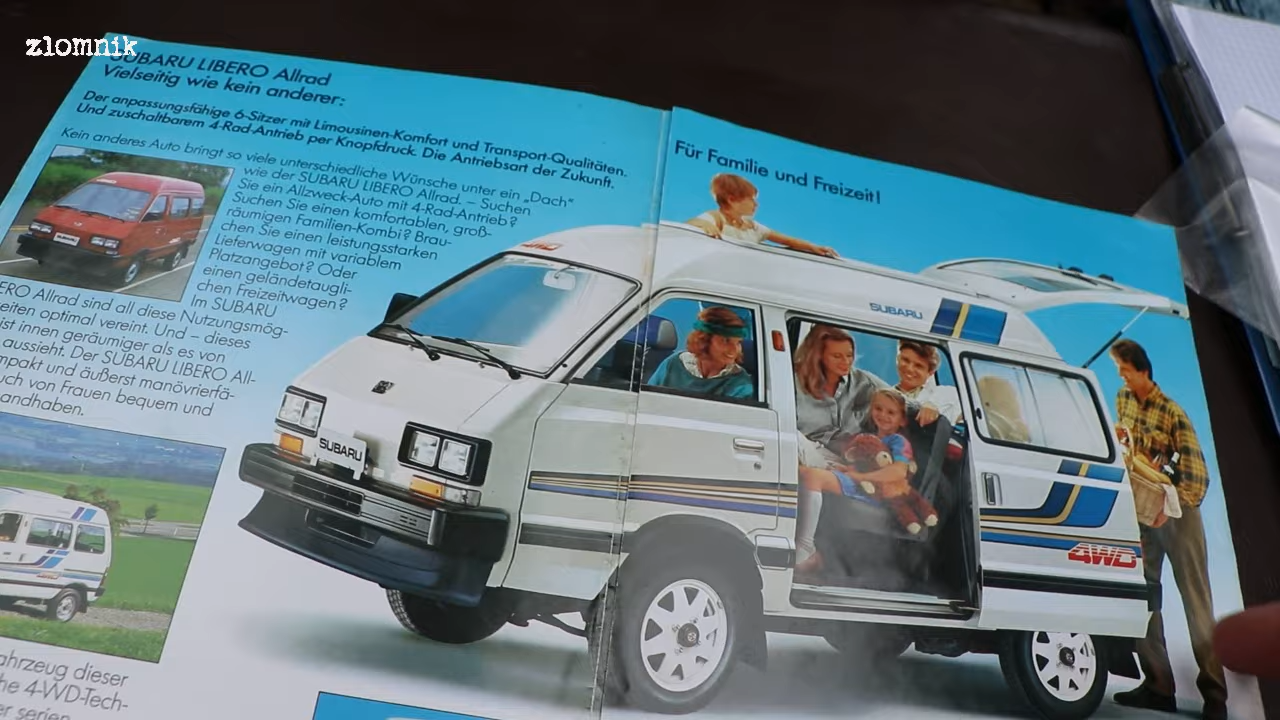 zlomnik
SUBARU LIBERO Allrad
Vielseitig wie kein anderer:
Der anpassungsfähige 6-Sitzer mit Limousinen-Komfort und Transport-Qualitäten.
Und zuschaltbarem 4-Rad-Antrieb per Knopfdruck. Die Antriebsart der Zukunft.
Kein anderes Auto bringt so viele unterschiedliche Wünsche unter ein „Dach“
wie der SUBARU LIBERO Allrad. – Suchen
Sie ein Allzweck-Auto mit 4-Rad-Antrieb?
Suchen Sie einen komfortablen, groß-
räumigen Familien-Kombi? Brau-
chen Sie einen leistungsstarken
Lieferwagen mit variablem
Platzangebot? Oder
einen geländetaugli-
chen Freizeitwagen?
Im SUBARU
ERO Allrad sind all diese Nutzungsmög-
eiten optimal vereint. Und – dieses
ist innen geräumiger als es von
aussieht. Der SUBARU LIBERO All-
mpakt und äußerst manövrierfä-
uch von Frauen bequem und
andhaben.
ahrzeug dieser
he 4-WD-Tech-
er serien
Für Familie und Freizeit!
4WD
SUBARU
SUBARU
4WD